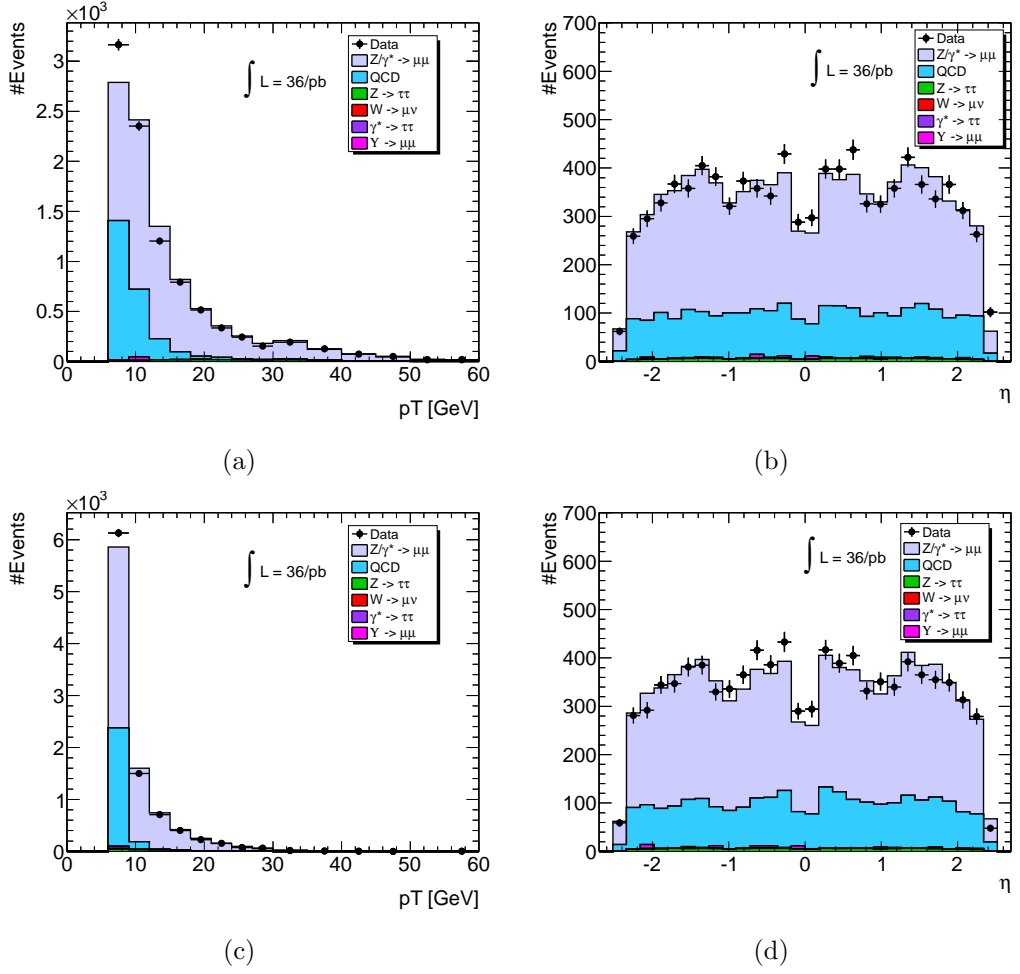 ×10³
#Events
3
2.5
2
1.5
1
0.5
0
0 10 20 30 40 50 60
pT [GeV]
∫ L = 36/pb
Data
Z/γ* -> μμ
QCD
Z -> ττ
W -> μν
γ* -> ττ
Υ -> μμ
(a)
#Events
700
600
500
400
300
200
100
0
-2 -1 0 1 2
η
∫ L = 36/pb
Data
Z/γ* -> μμ
QCD
Z -> ττ
W -> μν
γ* -> ττ
Υ -> μμ
(b)
×10³
#Events
6
5
4
3
2
1
0
0 10 20 30 40 50 60
pT [GeV]
∫ L = 36/pb
Data
Z/γ* -> μμ
QCD
Z -> ττ
W -> μν
γ* -> ττ
Υ -> μμ
(c)
#Events
700
600
500
400
300
200
100
0
-2 -1 0 1 2
η
∫ L = 36/pb
Data
Z/γ* -> μμ
QCD
Z -> ττ
W -> μν
γ* -> ττ
Υ -> μμ
(d)